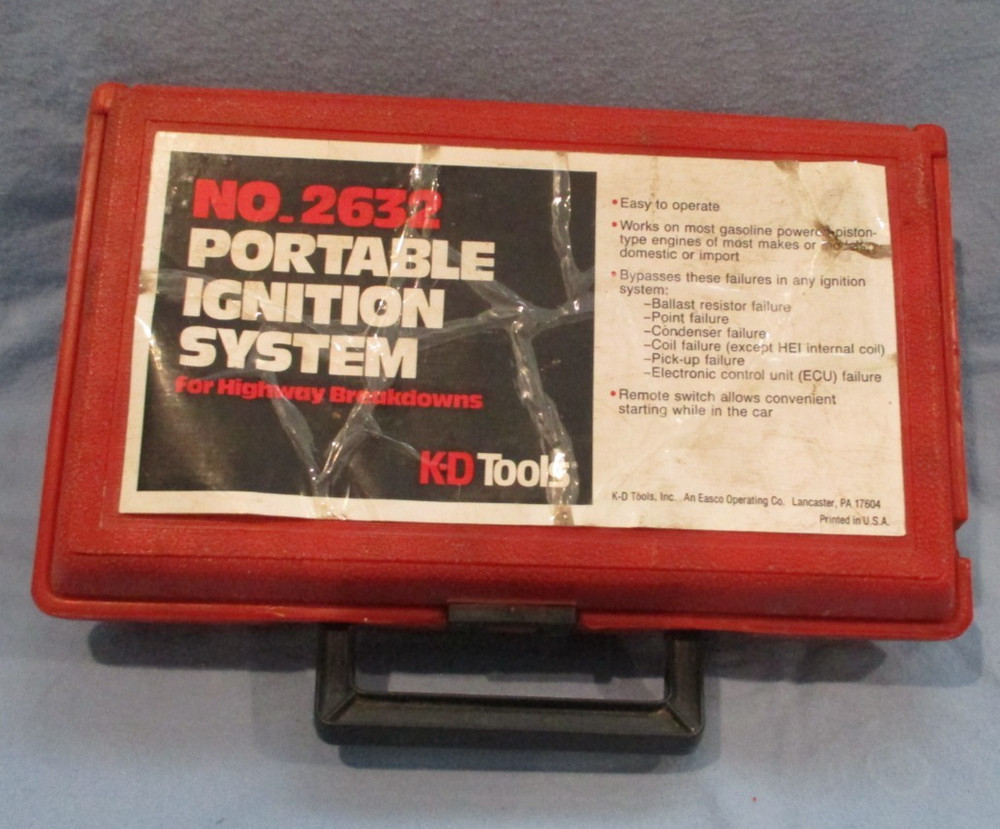 NO. 2632
PORTABLE
IGNITION
SYSTEM
For Highway Breakdowns
K-D Tools
•Easy to operate
•Works on most gasoline powered piston-
type engines of most makes or
domestic or import
•Bypasses these failures in any ignition
system:
–Ballast resistor failure
–Point failure
–Condenser failure
–Coil failure (except HEI internal coil)
–Pick-up failure
–Electronic control unit (ECU) failure
•Remote switch allows convenient
starting while in the car
K-D Tools, Inc. An Easco Operating Co. Lancaster, PA 17604
Printed in U.S.A.